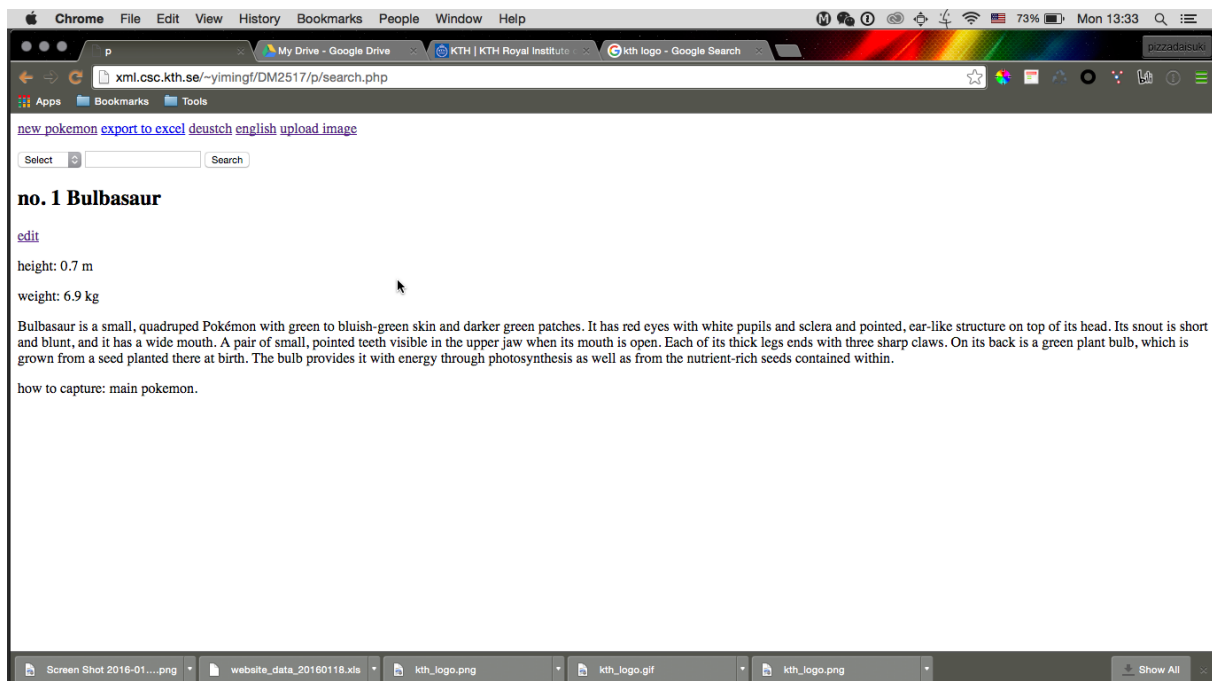 Chrome File Edit View History Bookmarks People Window Help 73% Mon 13:33
p My Drive - Google Drive KTH | KTH Royal Institute kth logo - Google Search pizzadaisuki
xml.csc.kth.se/~yimingf/DM2517/p/search.php
Apps Bookmarks Tools
new pokemon export to excel deustch english upload image
Select Search
no. 1 Bulbasaur
edit
height: 0.7 m
weight: 6.9 kg
Bulbasaur is a small, quadruped Pokémon with green to bluish-green skin and darker green patches. It has red eyes with white pupils and sclera and pointed, ear-like structure on top of its head. Its snout is short
and blunt, and it has a wide mouth. A pair of small, pointed teeth visible in the upper jaw when its mouth is open. Each of its thick legs ends with three sharp claws. On its back is a green plant bulb, which is
grown from a seed planted there at birth. The bulb provides it with energy through photosynthesis as well as from the nutrient-rich seeds contained within.
how to capture: main pokemon.
Screen Shot 2016-01....png website_data_20160118.xls kth_logo.png kth_logo.gif kth_logo.png Show All